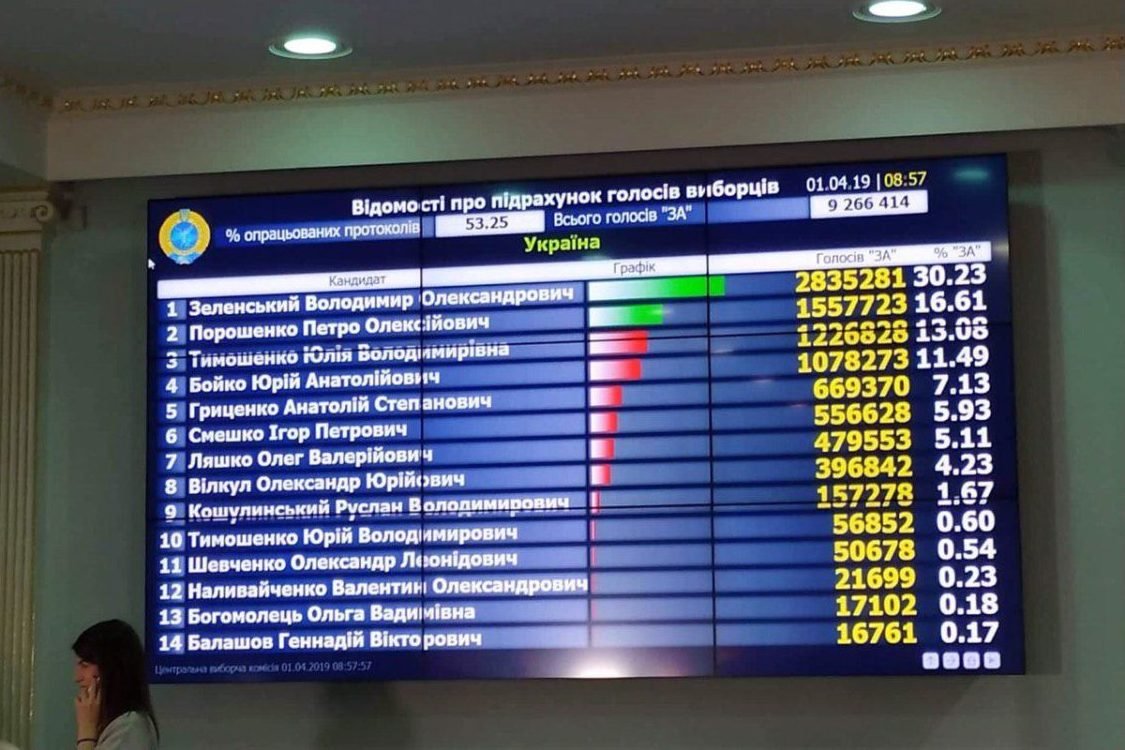 Відомості про підрахунок голосів виборців 01.04.19 | 08:57
% опрацьованих протоколів 53.25 Всього голосів "ЗА" 9 266 414
Україна
Кандидат Графік Голосів "ЗА" % "ЗА"
1 Зеленський Володимир Олександрович 2835281 30.23
2 Порошенко Петро Олексійович 1557723 16.61
3 Тимошенко Юлія Володимирівна 1226828 13.08
4 Бойко Юрій Анатолійович 1078273 11.49
5 Гриценко Анатолій Степанович 669370 7.13
6 Смешко Ігор Петрович 556628 5.93
7 Ляшко Олег Валерійович 479553 5.11
8 Вілкул Олександр Юрійович 396842 4.23
9 Кошулинський Руслан Володимирович 157278 1.67
10 Тимошенко Юрій Володимирович 56852 0.60
11 Шевченко Олександр Леонідович 50678 0.54
12 Наливайченко Валентин Олександрович 21699 0.23
13 Богомолець Ольга Вадимівна 17102 0.18
14 Балашов Геннадій Вікторович 16761 0.17
Центральна виборча комісія 01.04.2019 08:57:57